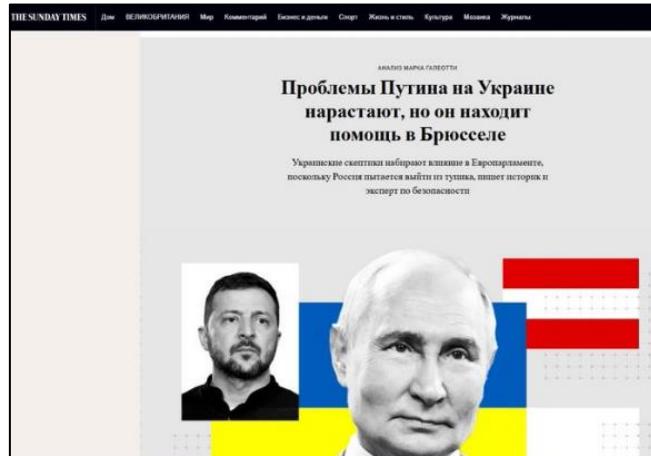 THE SUNDAY TIMES Дом ВЕЛИКОБРИТАНИЯ Мир Комментарий Бизнес и деньги Спорт Жизнь и стиль Культура Мозаика Журналы
АНАЛИЗ МАРКА ГАЛЕОТТИ
Проблемы Путина на Украине
нарастают, но он находит
помощь в Брюсселе
Украинские скептики набирают влияние в Европарламенте,
поскольку Россия пытается выйти из тупика, пишет историк и
эксперт по безопасности